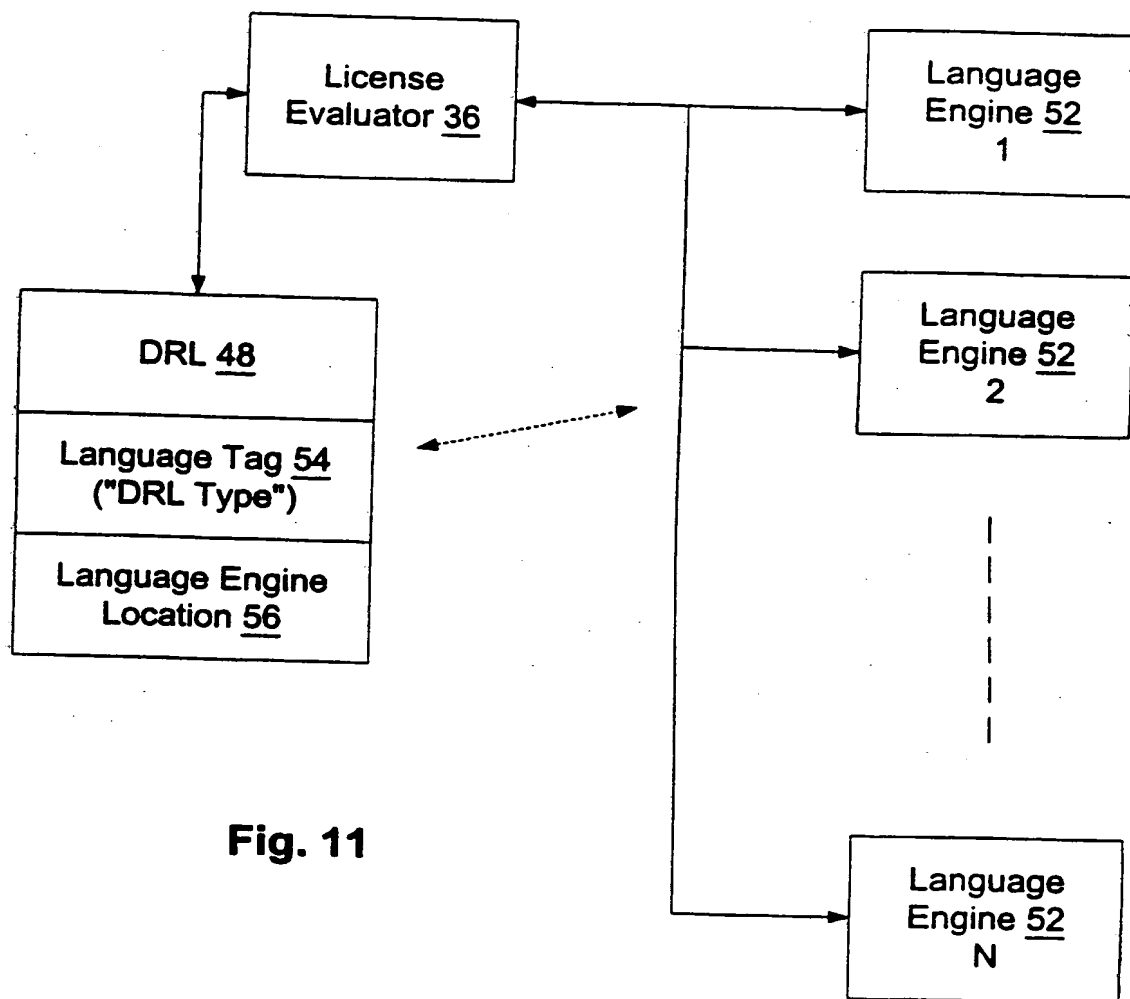 License
Evaluator 36
Language
Engine 52
1
DRL 48
Language Tag 54
("DRL Type")
Language Engine
Location 56
Language
Engine 52
2
Fig. 11
Language
Engine 52
N